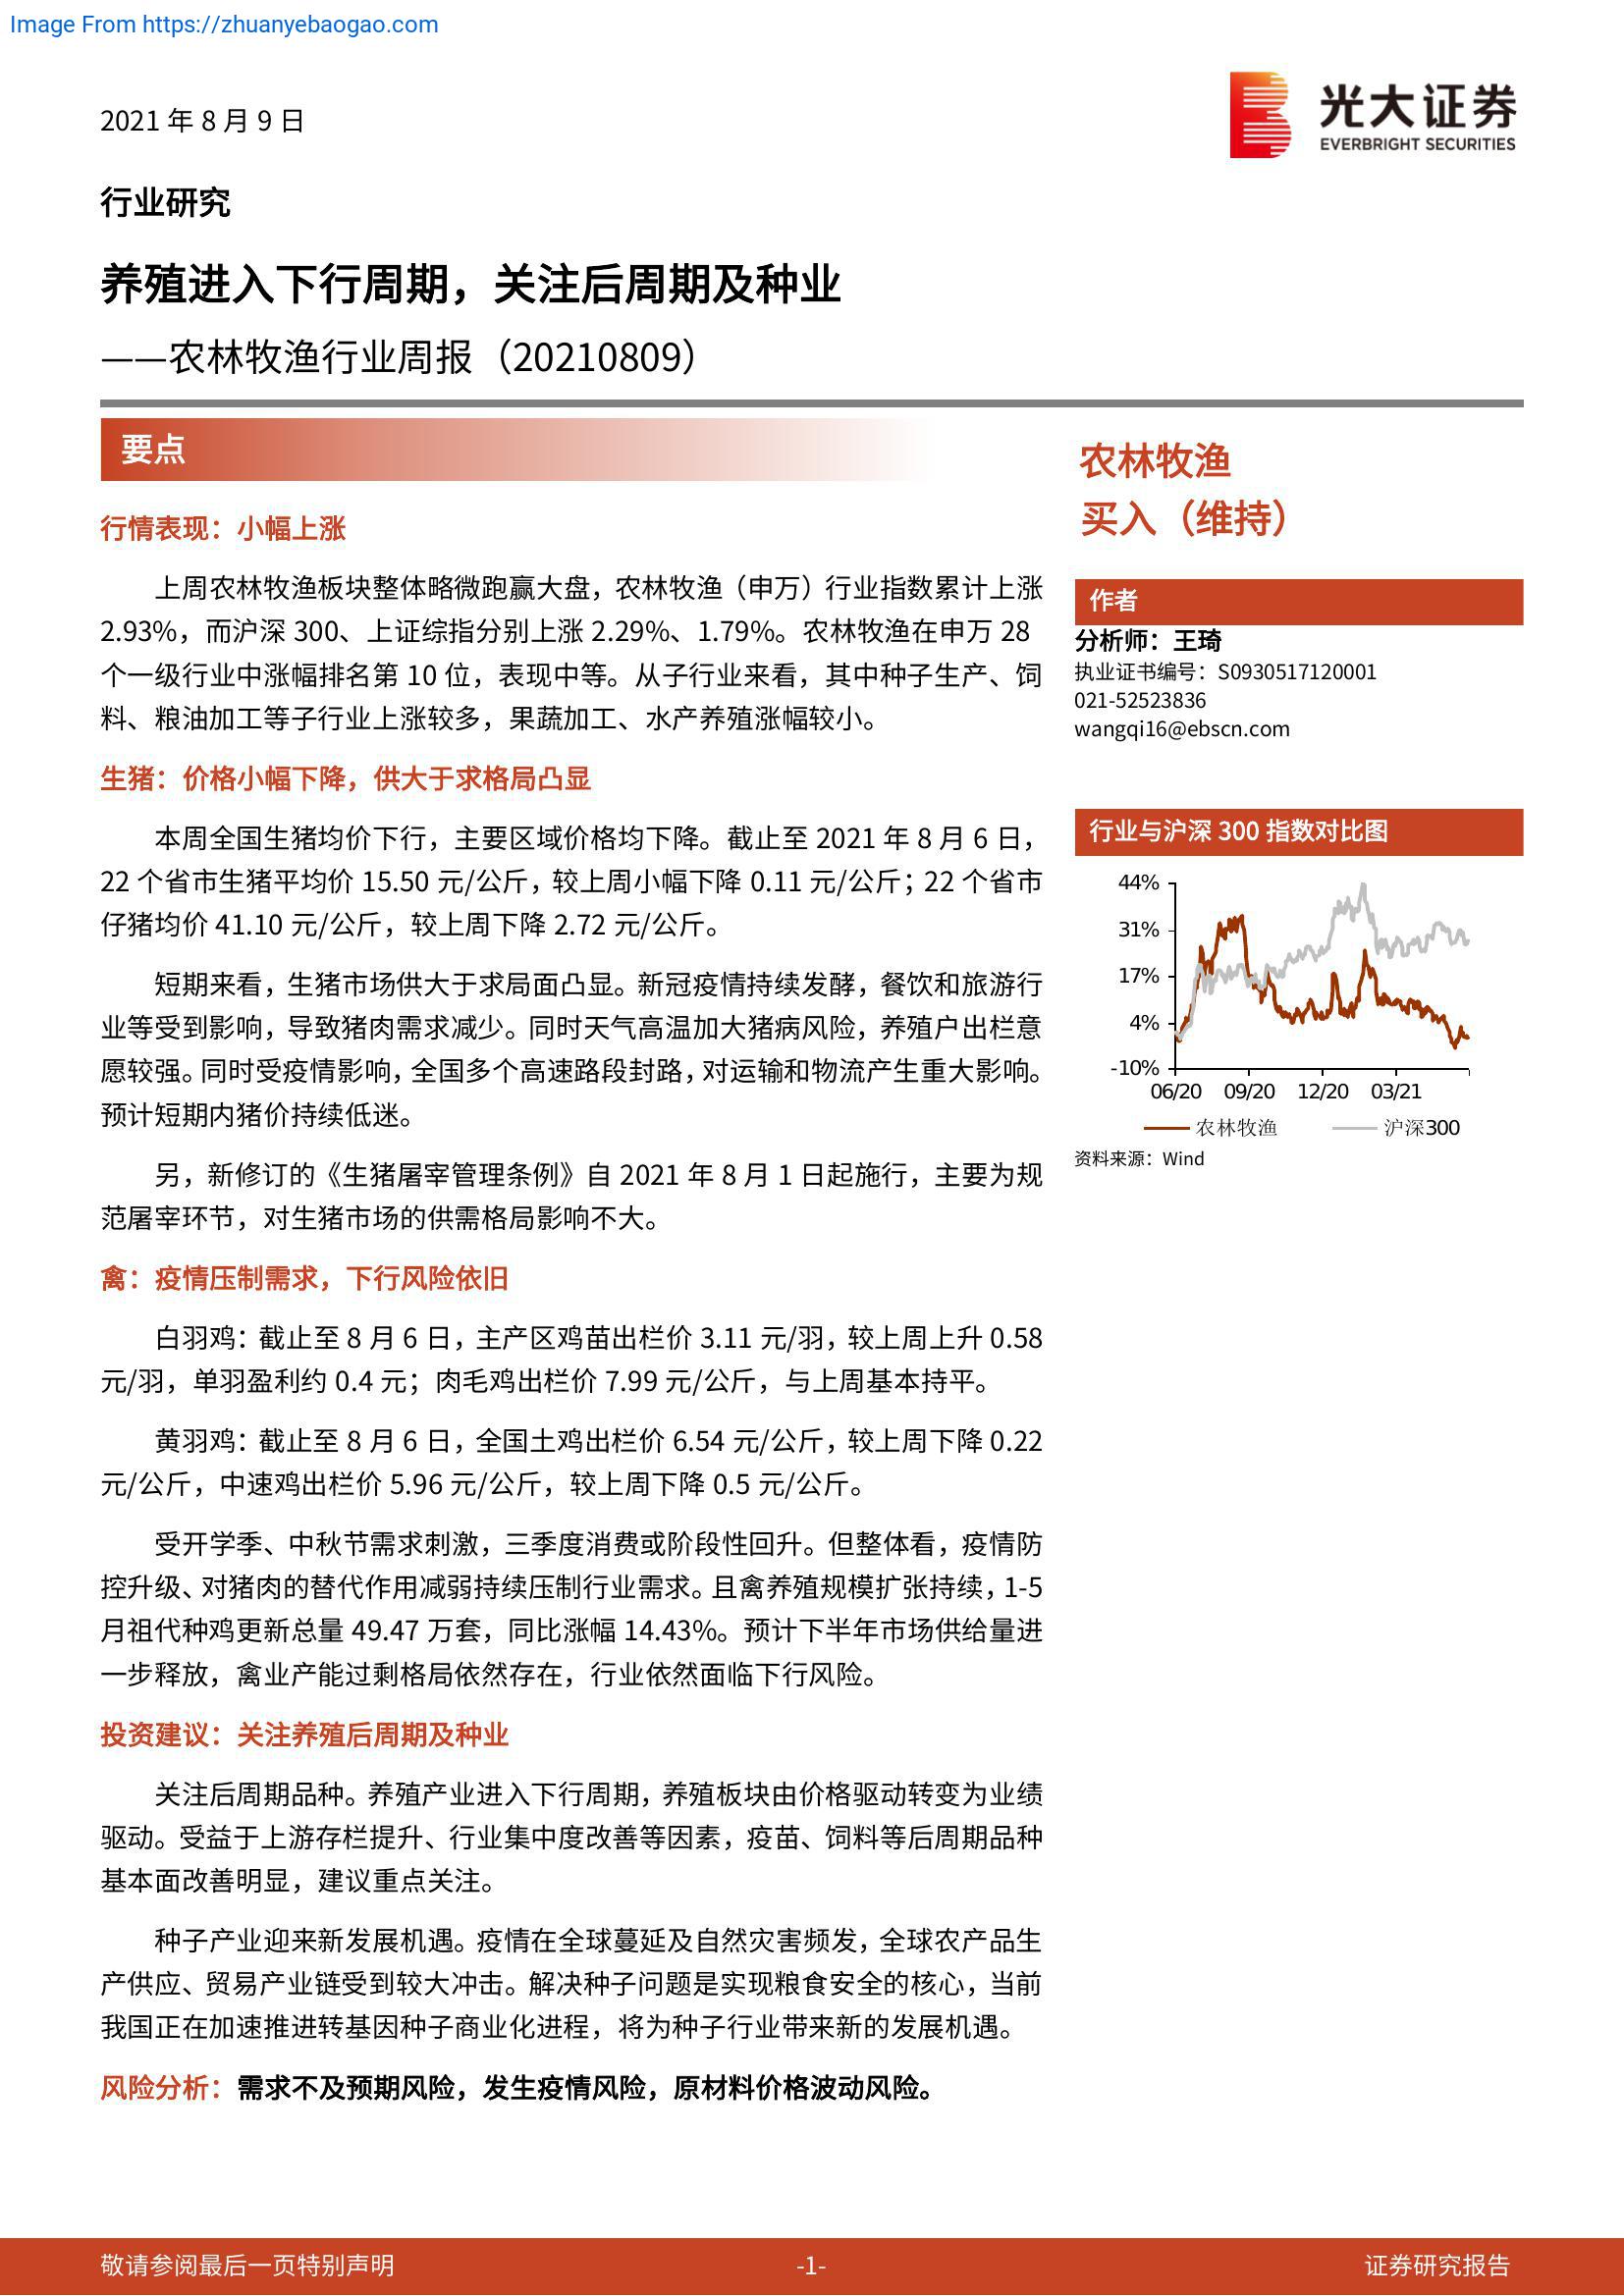 Image From https://zhuanyebaogao.com
2021 年 8 月 9 日
光大证券
EVERBRIGHT SECURITIES
行业研究
养殖进入下行周期，关注后周期及种业
——农林牧渔行业周报（20210809）
要点
行情表现：小幅上涨
上周农林牧渔板块整体略微跑赢大盘，农林牧渔（申万）行业指数累计上涨
2.93%，而沪深 300、上证综指分别上涨 2.29%、1.79%。农林牧渔在申万 28
个一级行业中涨幅排名第 10 位，表现中等。从子行业来看，其中种子生产、饲
料、粮油加工等子行业上涨较多，果蔬加工、水产养殖涨幅较小。
生猪：价格小幅下降，供大于求格局凸显
本周全国生猪均价下行，主要区域价格均下降。截止至 2021 年 8 月 6 日，
22 个省市生猪平均价 15.50 元/公斤，较上周小幅下降 0.11 元/公斤；22 个省市
仔猪均价 41.10 元/公斤，较上周下降 2.72 元/公斤。
短期来看，生猪市场供大于求局面凸显。新冠疫情持续发酵，餐饮和旅游行
业等受到影响，导致猪肉需求减少。同时天气高温加大猪病风险，养殖户出栏意
愿较强。同时受疫情影响，全国多个高速路段封路，对运输和物流产生重大影响。
预计短期内猪价持续低迷。
另，新修订的《生猪屠宰管理条例》自 2021 年 8 月 1 日起施行，主要为规
范屠宰环节，对生猪市场的供需格局影响不大。
禽：疫情压制需求，下行风险依旧
白羽鸡：截止至 8 月 6 日，主产区鸡苗出栏价 3.11 元/羽，较上周上升 0.58
元/羽，单羽盈利约 0.4 元；肉毛鸡出栏价 7.99 元/公斤，与上周基本持平。
黄羽鸡：截止至 8 月 6 日，全国土鸡出栏价 6.54 元/公斤，较上周下降 0.22
元/公斤，中速鸡出栏价 5.96 元/公斤，较上周下降 0.5 元/公斤。
受开学季、中秋节需求刺激，三季度消费或阶段性回升。但整体看，疫情防
控升级、对猪肉的替代作用减弱持续压制行业需求。且禽养殖规模扩张持续，1-5
月祖代种鸡更新总量 49.47 万套，同比涨幅 14.43%。预计下半年市场供给量进
一步释放，禽业产能过剩格局依然存在，行业依然面临下行风险。
投资建议：关注养殖后周期及种业
关注后周期品种。养殖产业进入下行周期，养殖板块由价格驱动转变为业绩
驱动。受益于上游存栏提升、行业集中度改善等因素，疫苗、饲料等后周期品种
基本面改善明显，建议重点关注。
种子产业迎来新发展机遇。疫情在全球蔓延及自然灾害频发，全球农产品生
产供应、贸易产业链受到较大冲击。解决种子问题是实现粮食安全的核心，当前
我国正在加速推进转基因种子商业化进程，将为种子行业带来新的发展机遇。
风险分析：需求不及预期风险，发生疫情风险，原材料价格波动风险。
农林牧渔
买入（维持）
作者
分析师：王琦
执业证书编号：S0930517120001
021-52523836
wangqi16@ebscn.com
行业与沪深 300 指数对比图
44%
31%
17%
4%
-10%
06/20 09/20 12/20 03/21
农林牧渔 沪深300
资料来源：Wind
敬请参阅最后一页特别声明 -1- 证券研究报告